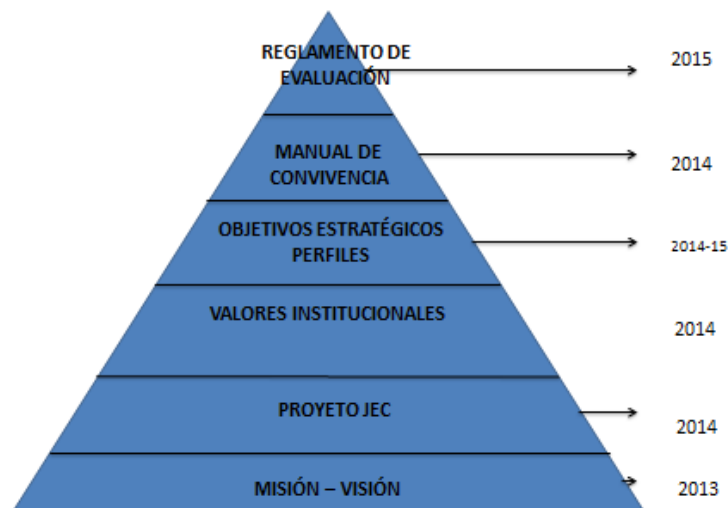 REGLAMENTO DE
EVALUACIÓN
2015
MANUAL DE
CONVIVENCIA
2014
OBJETIVOS ESTRATÉGICOS
PERFILES
2014-15
VALORES INSTITUCIONALES
2014
PROYETO JEC
2014
MISIÓN – VISIÓN
2013